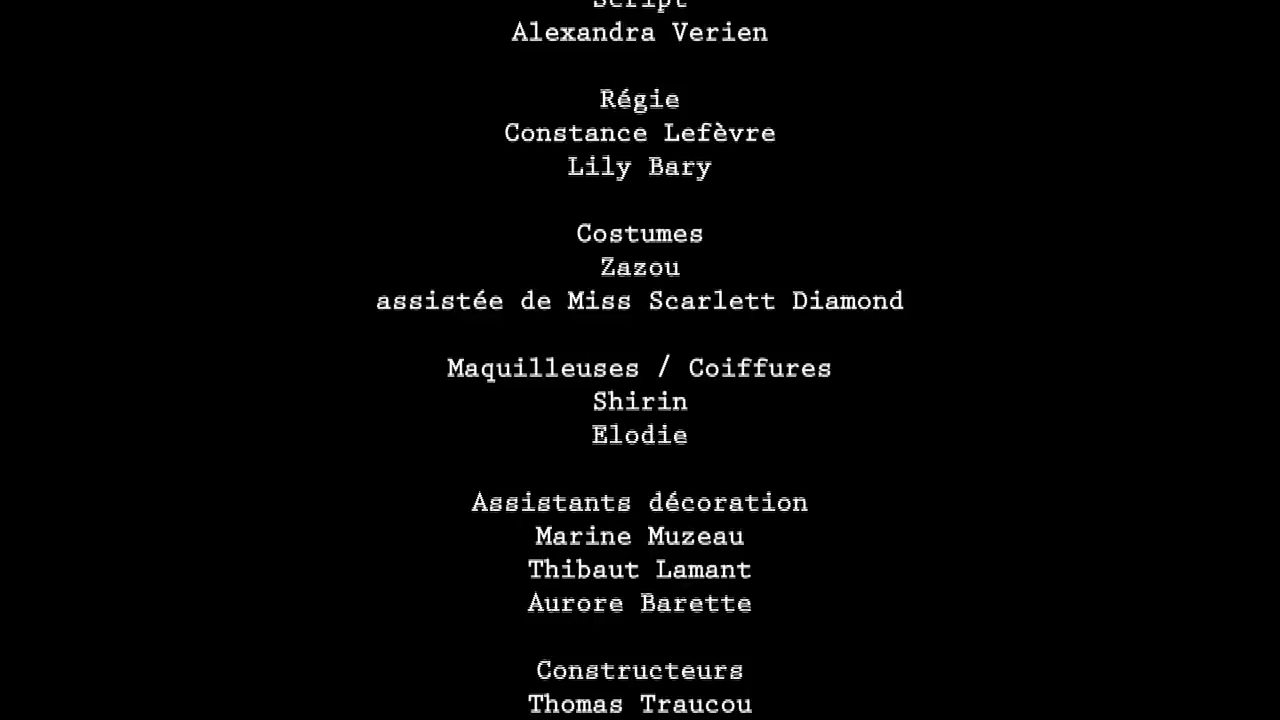 Script
Alexandra Verien
Régie
Constance Lefèvre
Lily Bary
Costumes
Zazou
assistée de Miss Scarlett Diamond
Maquilleuses / Coiffures
Shirin
Elodie
Assistants décoration
Marine Muzeau
Thibaut Lamant
Aurore Barette
Constructeurs
Thomas Traucou